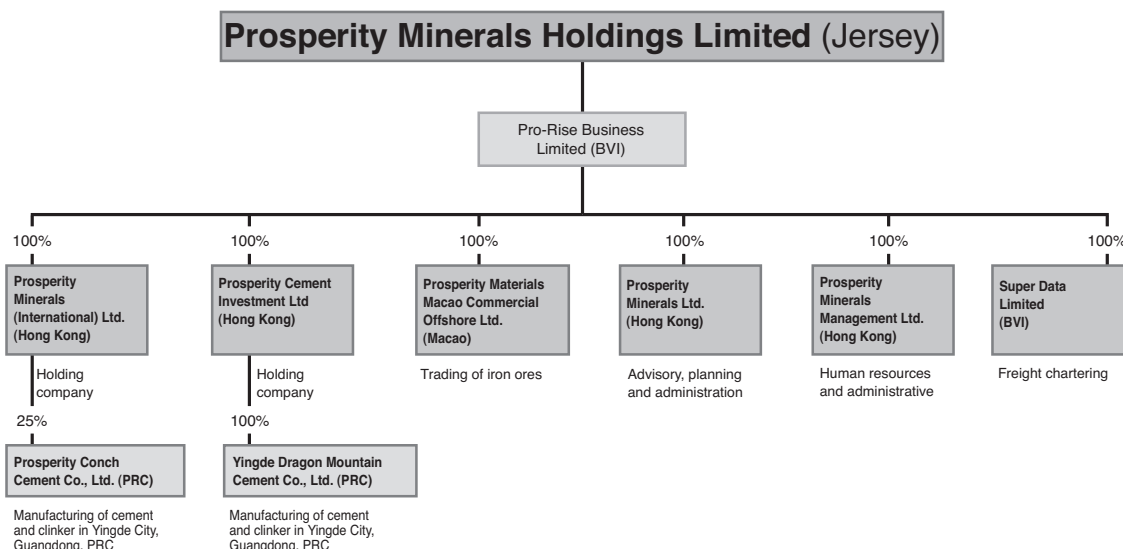 Prosperity Minerals Holdings Limited (Jersey)
Pro-Rise Business
Limited (BVI)
100%
100%
100%
100%
100%
100%
Prosperity
Minerals
(International) Ltd.
(Hong Kong)
Prosperity Cement
Investment Ltd
(Hong Kong)
Prosperity Materials
Macao Commercial
Offshore Ltd.
(Macao)
Prosperity
Minerals Ltd.
(Hong Kong)
Prosperity
Minerals
Management Ltd.
(Hong Kong)
Super Data
Limited
(BVI)
Holding
company
Holding
company
Trading of iron ores
Advisory, planning
and administration
Human resources
and administrative
Freight chartering
25%
100%
Prosperity Conch
Cement Co., Ltd. (PRC)
Yingde Dragon Mountain
Cement Co., Ltd. (PRC)
Manufacturing of cement
and clinker in Yingde City,
Guangdong, PRC
Manufacturing of cement
and clinker in Yingde City,
Guangdong, PRC